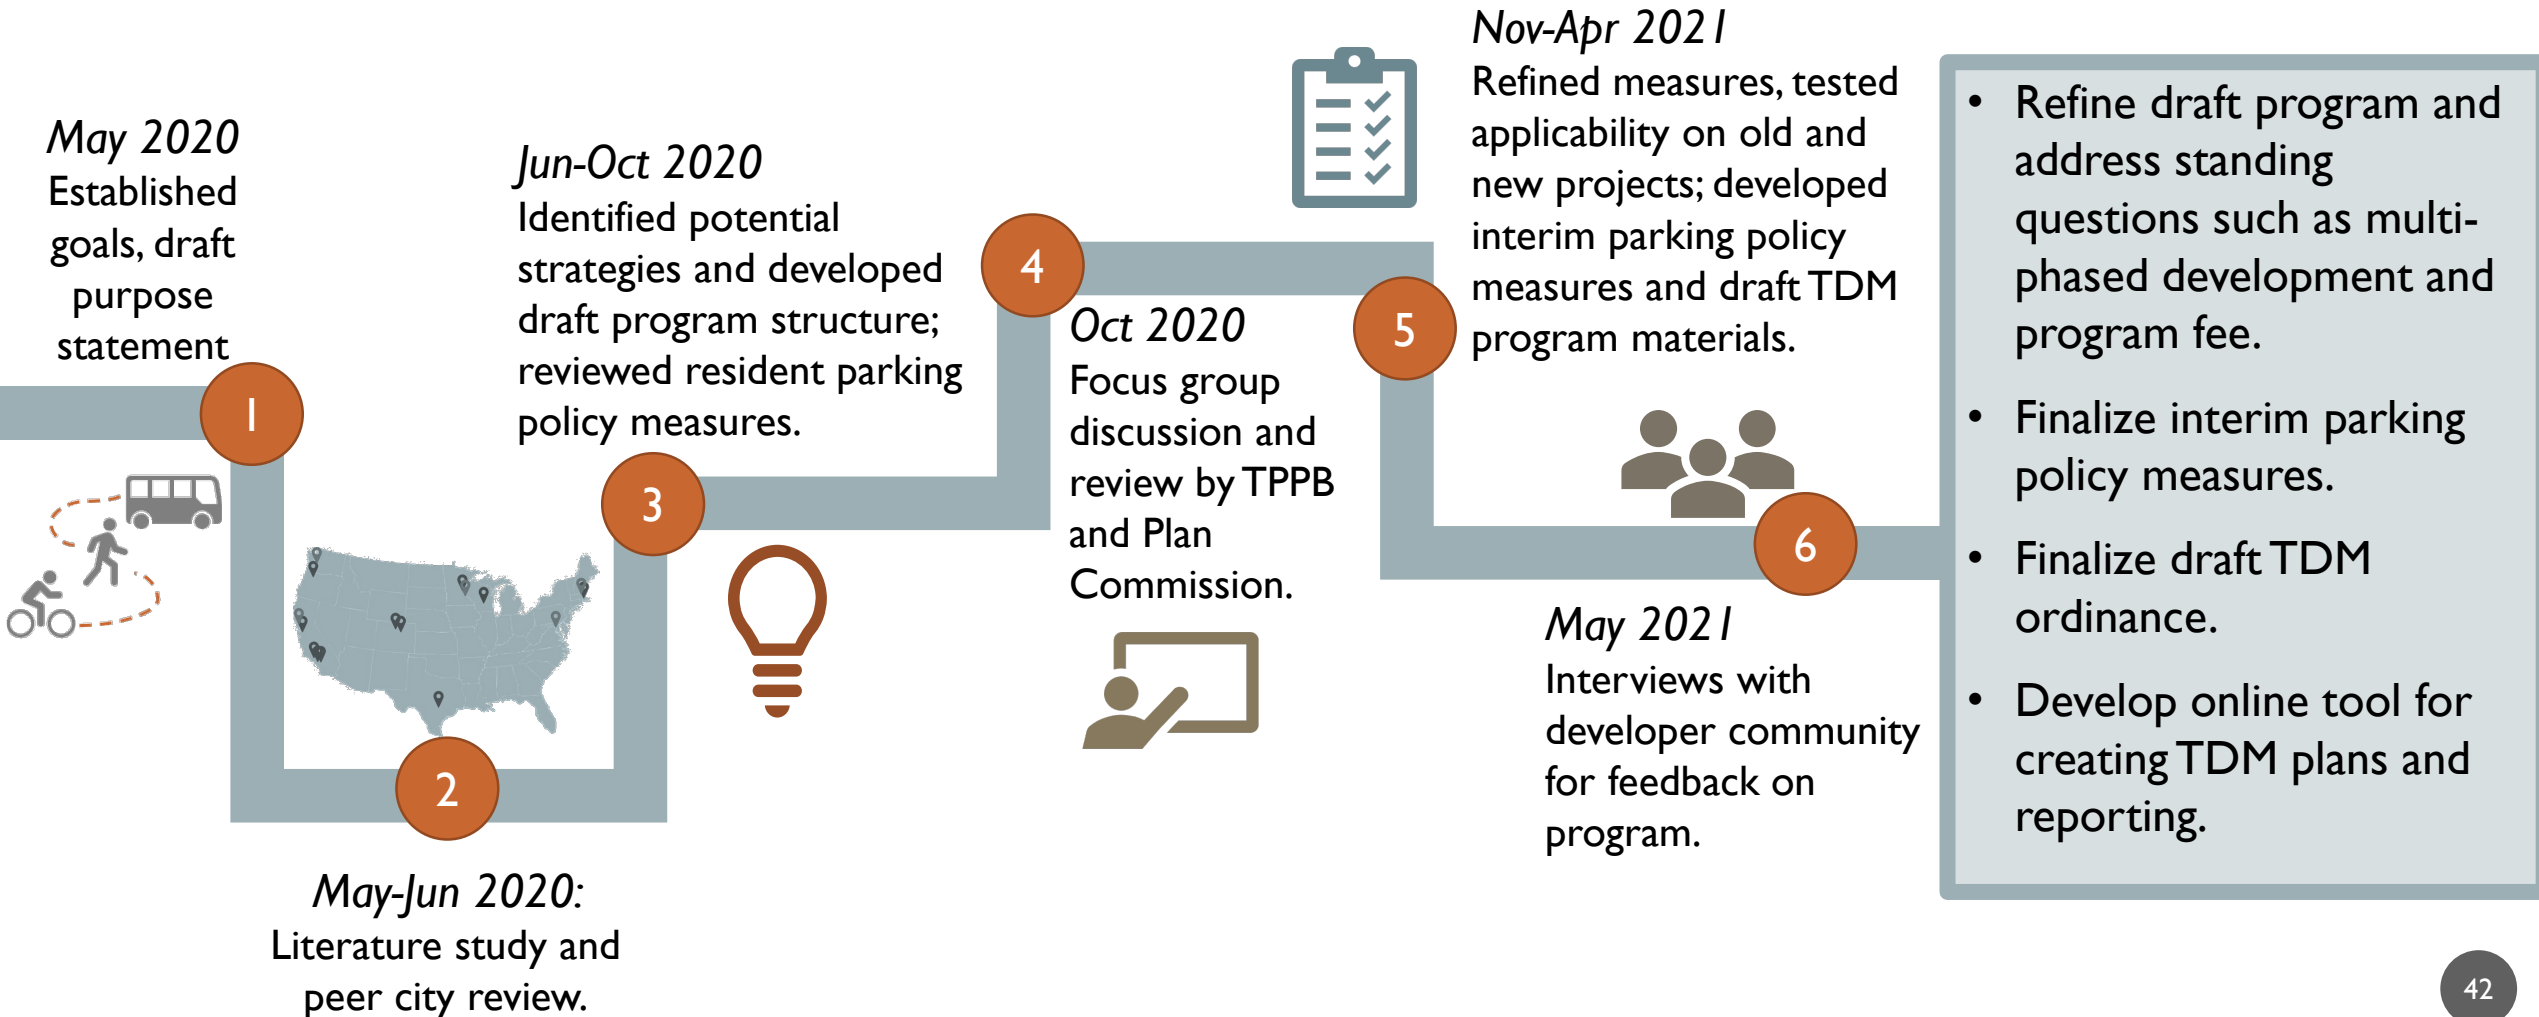 May 2020
Established
goals, draft
purpose
statement
1
May-Jun 2020:
Literature study and
peer city review.
2
Jun-Oct 2020
Identified potential
strategies and developed
draft program structure;
reviewed resident parking
policy measures.
3
4
Oct 2020
Focus group
discussion and
review by TPPB
and Plan
Commission.
Nov-Apr 2021
Refined measures, tested
applicability on old and
new projects; developed
interim parking policy
measures and draft TDM
program materials.
5
6
May 2021
Interviews with
developer community
for feedback on
program.
• Refine draft program and
address standing
questions such as multi-
phased development and
program fee.
• Finalize interim parking
policy measures.
• Finalize draft TDM
ordinance.
• Develop online tool for
creating TDM plans and
reporting.
42